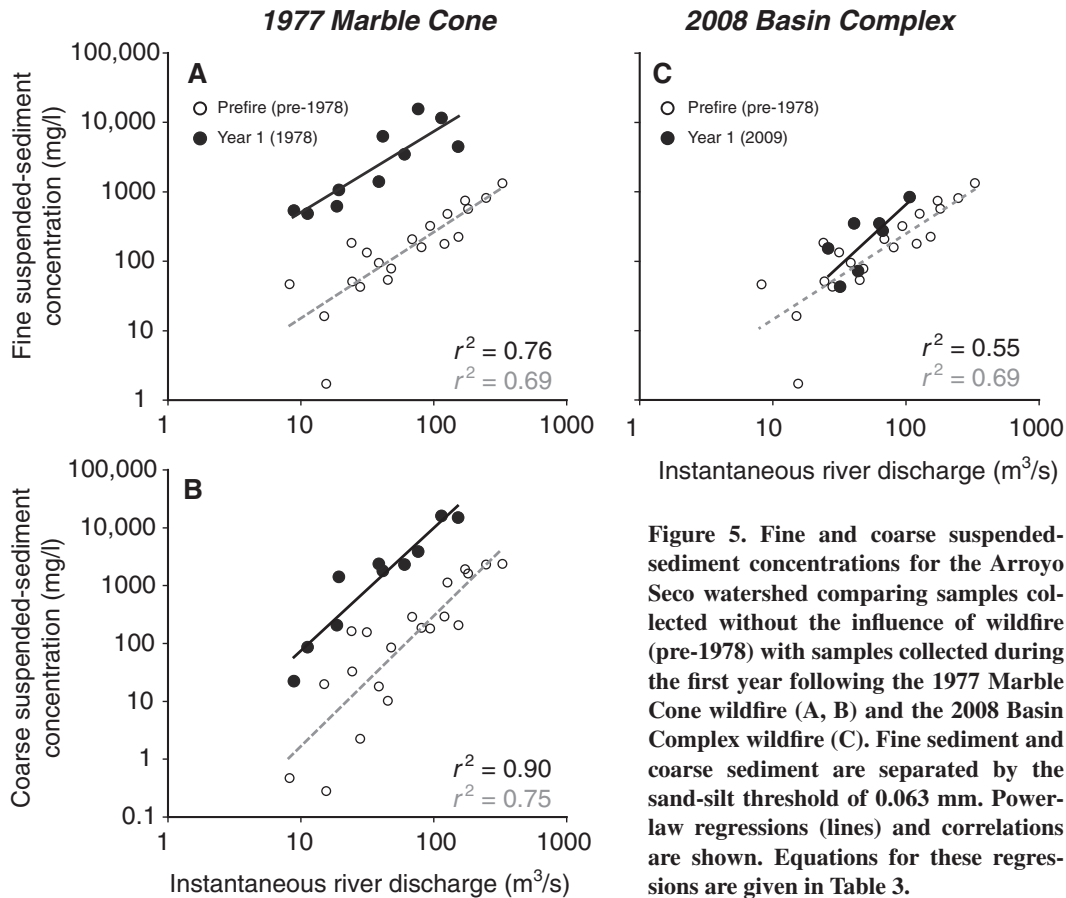 1977 Marble Cone
2008 Basin Complex
Fine suspended-sediment
concentration (mg/l)
100,000
10,000
1000
100
10
1
A
Prefire (pre-1978)
Year 1 (1978)
r² = 0.76
r² = 0.69
1
10
100
1000
C
Prefire (pre-1978)
Year 1 (2009)
r² = 0.55
r² = 0.69
1
10
100
1000
Instantaneous river discharge (m³/s)
Coarse suspended-sediment
concentration (mg/l)
100,000
10,000
1000
100
10
1
0.1
B
r² = 0.90
r² = 0.75
1
10
100
1000
Instantaneous river discharge (m³/s)
Figure 5. Fine and coarse suspended-
sediment concentrations for the Arroyo
Seco watershed comparing samples col-
lected without the influence of wildfire
(pre-1978) with samples collected during
the first year following the 1977 Marble
Cone wildfire (A, B) and the 2008 Basin
Complex wildfire (C). Fine sediment and
coarse sediment are separated by the
sand-silt threshold of 0.063 mm. Power-
law regressions (lines) and correlations
are shown. Equations for these regres-
sions are given in Table 3.